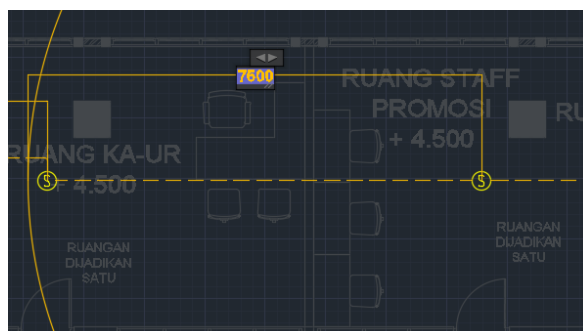 7600
RUANG STAFF
PROMOSI
+ 4.500
RU
RUANG KA-UR
+ 4.500
S
S
RUANGAN
DIJADIKAN
SATU
RUANGAN
DIJADIKAN
SATU